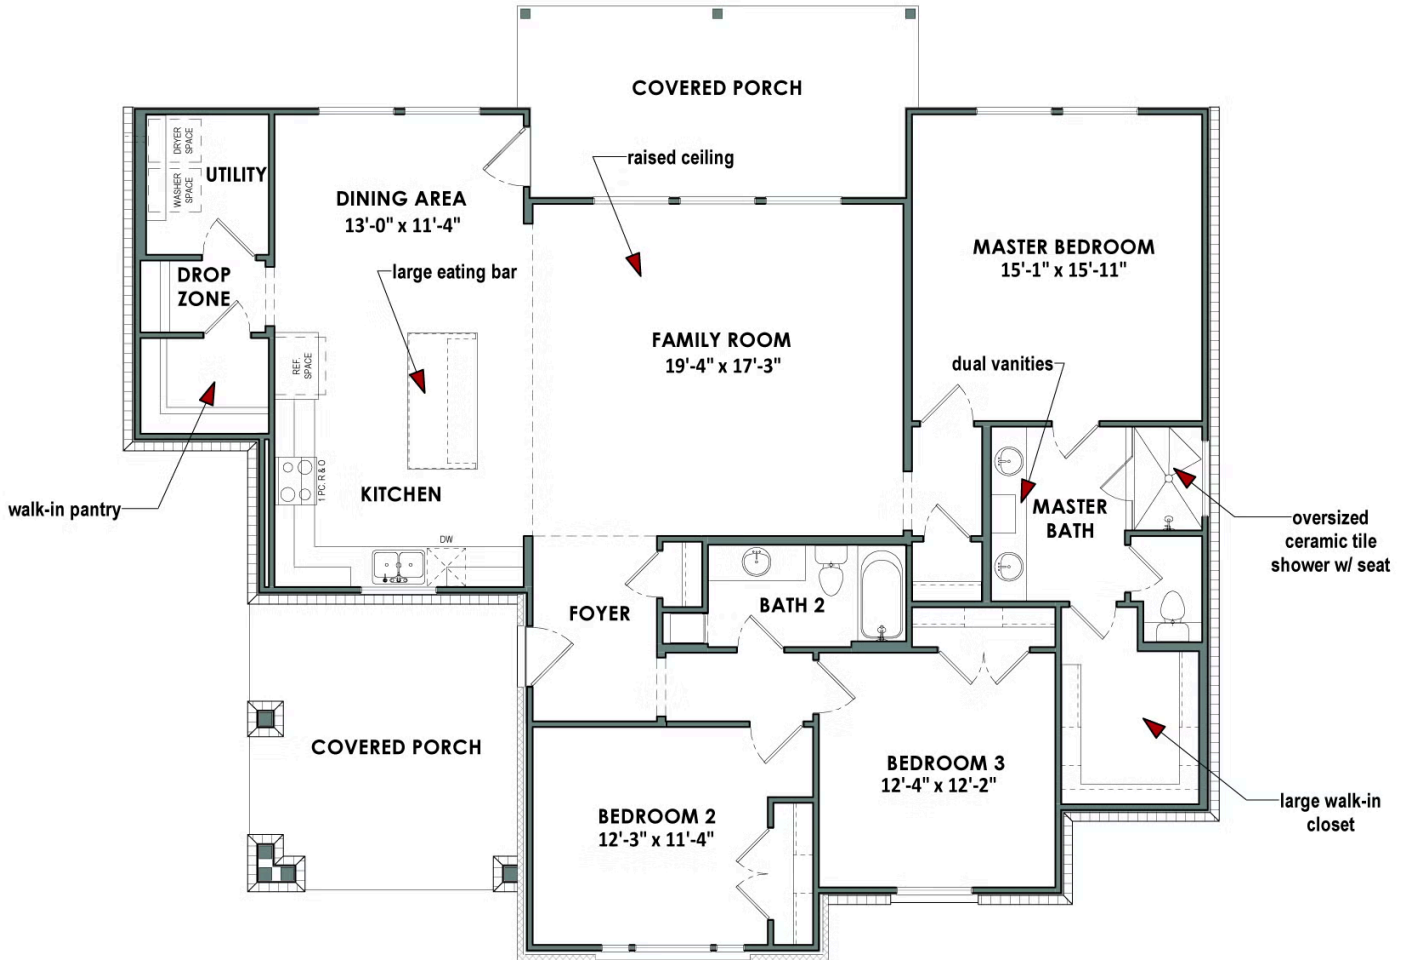 COVERED PORCH
raised ceiling
DRYER
SPACE
WASHER
SPACE
UTILITY
DINING AREA
13'-0" x 11'-4"
MASTER BEDROOM
15'-1" x 15'-11"
DROP
ZONE
large eating bar
FAMILY ROOM
19'-4" x 17'-3"
REF.
SPACE
dual vanities
1 PC. R & O
KITCHEN
walk-in pantry
MASTER
BATH
oversized
ceramic tile
shower w/ seat
DW
FOYER
BATH 2
COVERED PORCH
BEDROOM 3
12'-4" x 12'-2"
BEDROOM 2
12'-3" x 11'-4"
large walk-in
closet